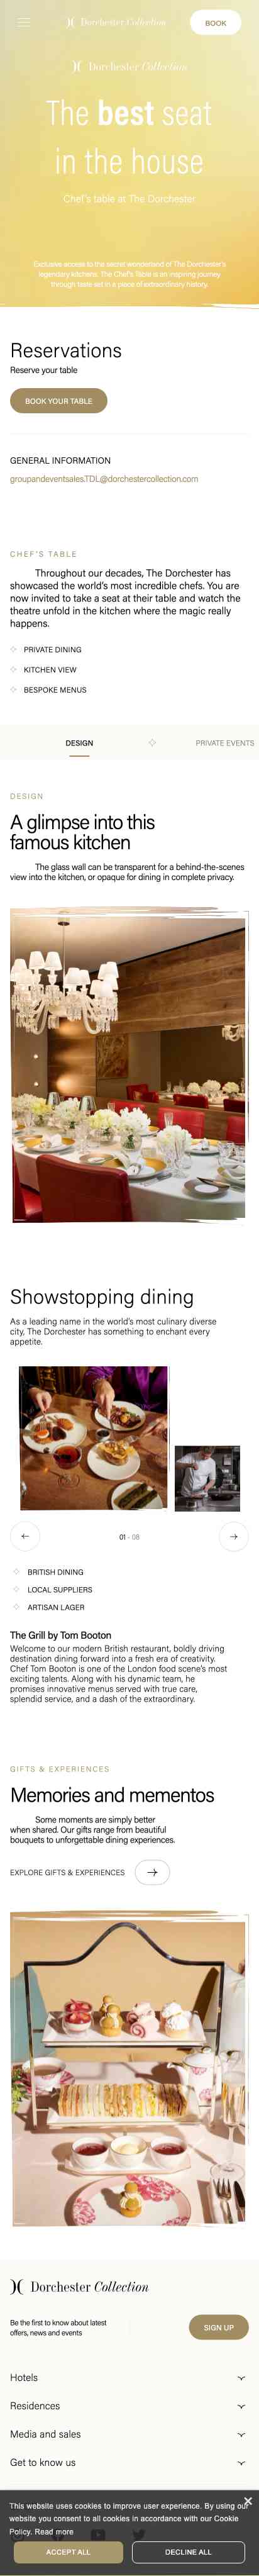 Dorchester Collection
BOOK
Dorchester Collection
The best seat
in the house
Chef's table at The Dorchester
Exclusive access to the secret wonderland of The Dorchester's
legendary kitchens. The Chef's Table is an inspiring journey
through taste set in a piece of extraordinary history.
Reservations
Reserve your table
BOOK YOUR TABLE
GENERAL INFORMATION
groupandeventsales.TDL@dorchestercollection.com
CHEF'S TABLE
Throughout our decades, The Dorchester has
showcased the world's most incredible chefs. You are
now invited to take a seat at their table and watch the
theatre unfold in the kitchen where the magic really
happens.
PRIVATE DINING
KITCHEN VIEW
BESPOKE MENUS
DESIGN
PRIVATE EVENTS
DESIGN
A glimpse into this
famous kitchen
The glass wall can be transparent for a behind-the-scenes
view into the kitchen, or opaque for dining in complete privacy.
Showstopping dining
As a leading name in the world's most culinary diverse
city, The Dorchester has something to enchant every
appetite.
01 - 08
BRITISH DINING
LOCAL SUPPLIERS
ARTISAN LAGER
The Grill by Tom Booton
Welcome to our modern British restaurant, boldly driving
destination dining forward into a fresh era of creativity.
Chef Tom Booton is one of the London food scene's most
exciting talents. Along with his dynamic team, he
promises innovative menus served with true care,
splendid service, and a dash of the extraordinary.
GIFTS & EXPERIENCES
Memories and mementos
Some moments are simply better
when shared. Our gifts range from beautiful
bouquets to unforgettable dining experiences.
EXPLORE GIFTS & EXPERIENCES
Dorchester Collection
Be the first to know about latest
offers, news and events
SIGN UP
Hotels
Residences
Media and sales
Get to know us
This website uses cookies to improve user experience. By using our
website you consent to all cookies in accordance with our Cookie
Policy. Read more
ACCEPT ALL
DECLINE ALL